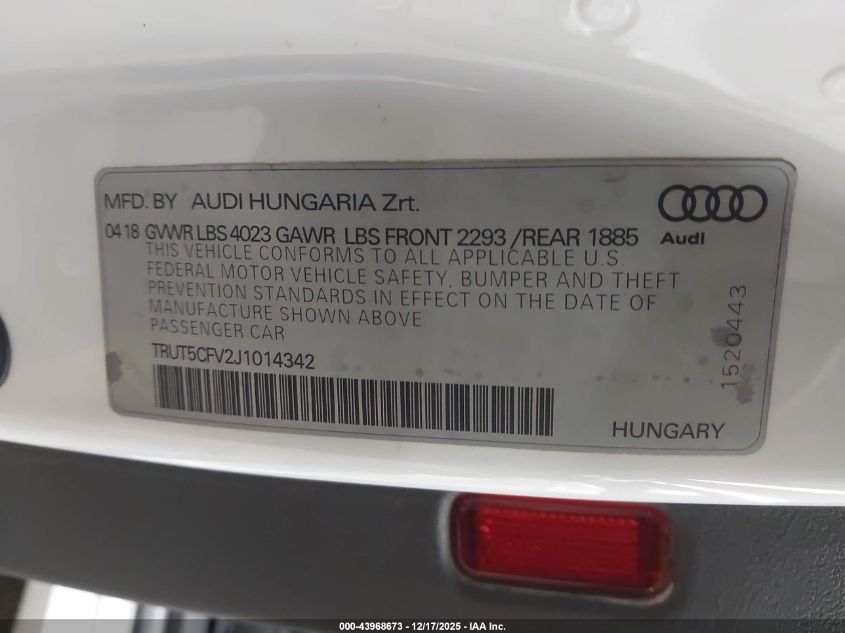 MFD. BY AUDI HUNGARIA Zrt.
04 18 GVWR LBS 4023 GAWR LBS FRONT 2293 /REAR 1885
Audi
THIS VEHICLE CONFORMS TO ALL APPLICABLE U.S.
FEDERAL MOTOR VEHICLE SAFETY, BUMPER AND THEFT
PREVENTION STANDARDS IN EFFECT ON THE DATE OF
MANUFACTURE SHOWN ABOVE
PASSENGER CAR
TRUT5CFV2J1014342
1520443
HUNGARY
000-43968673 - 12/17/2025 - IAA Inc.